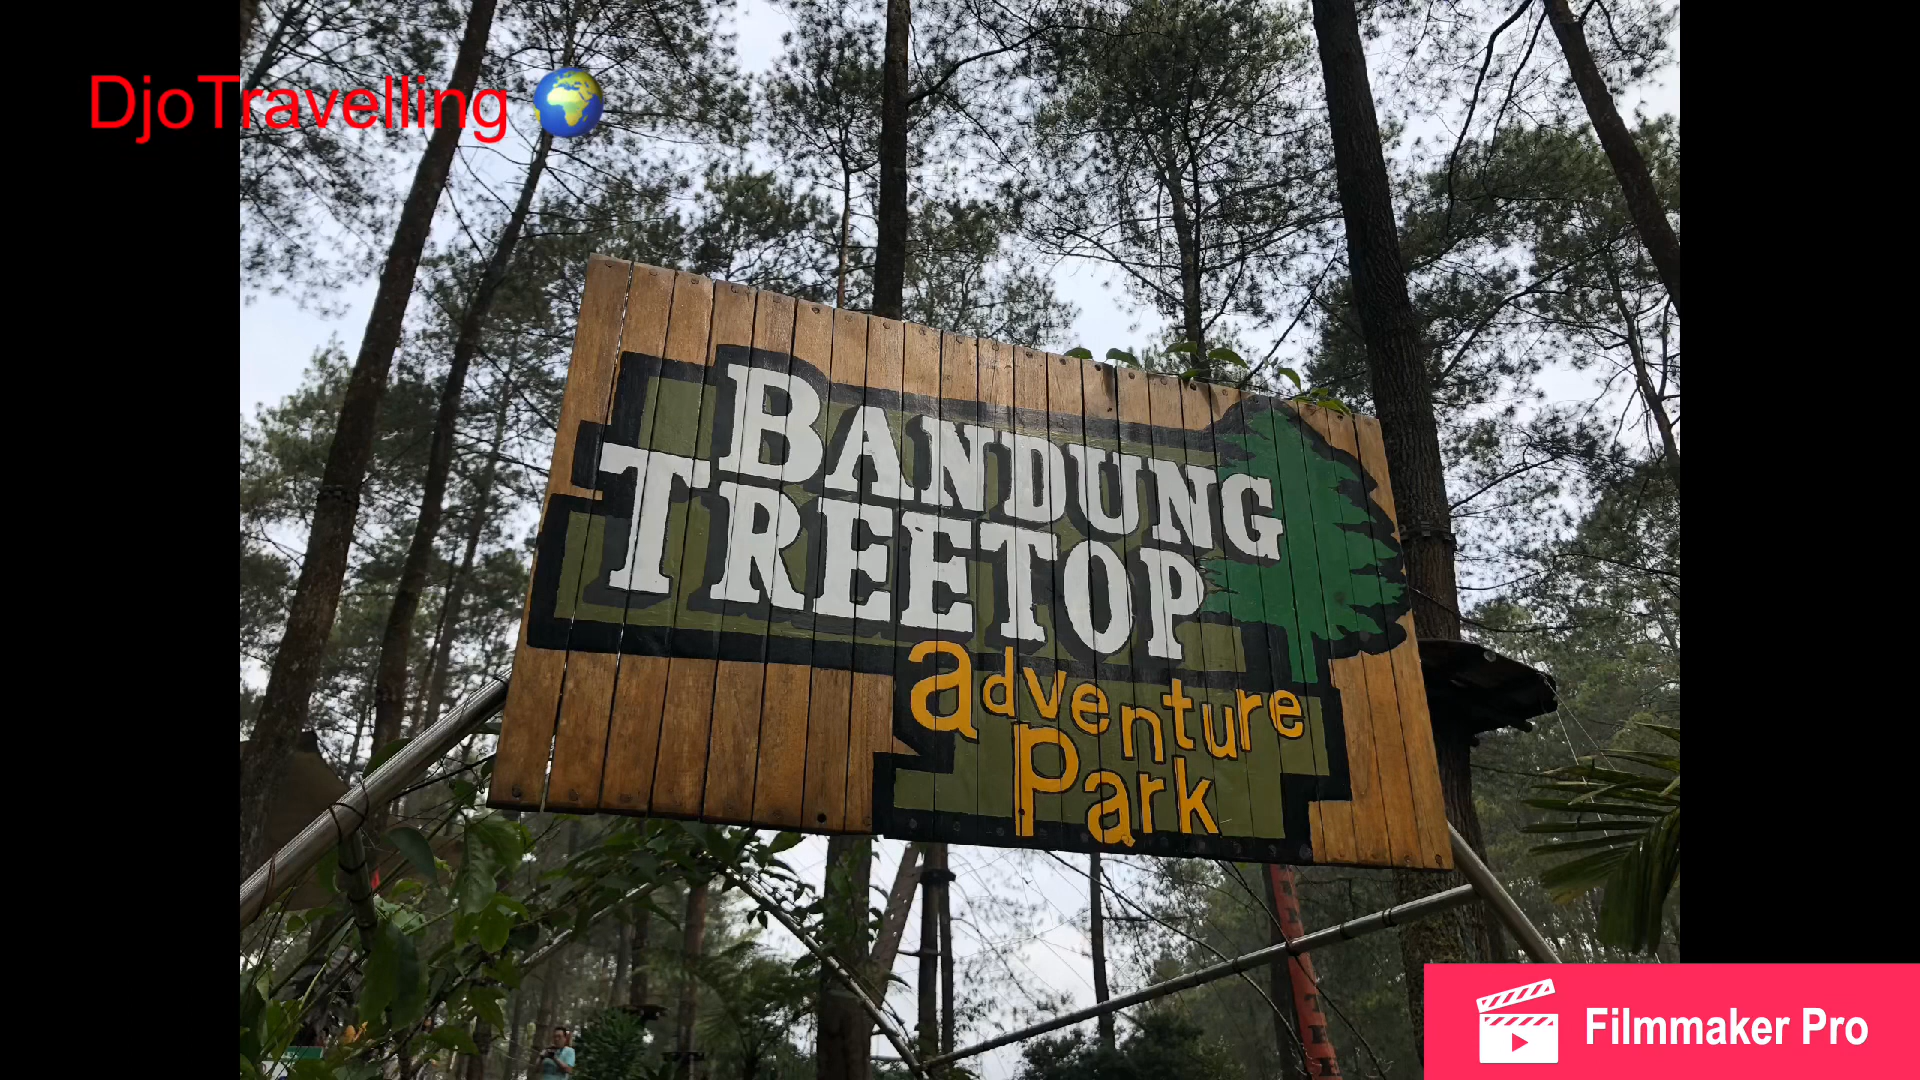 DjoTravelling
BANDUNG
TREETOP
adventure
park
Filmmaker Pro